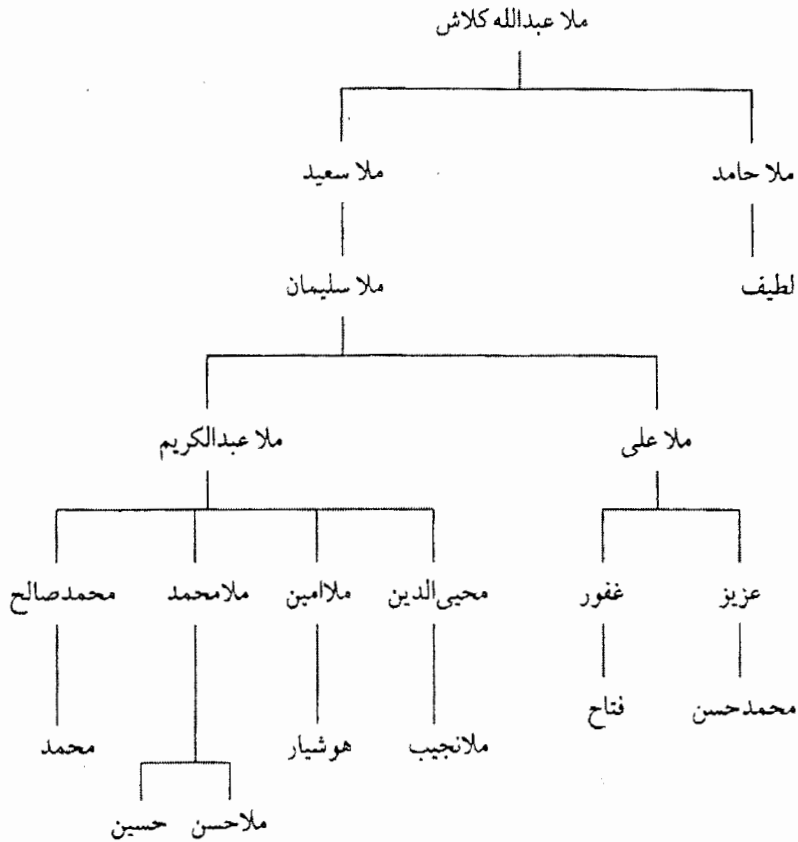 ملا عبدالله کلاش
ملا حامد ملا سعید
لطیف ملا سلیمان
ملا علی ملا عبدالکریم
عزیز غفور محیی‌الدین ملاامین ملامحمد محمدصالح
محمدحسن فتاح
ملانجیب هوشیار محمد
ملاحسن حسین